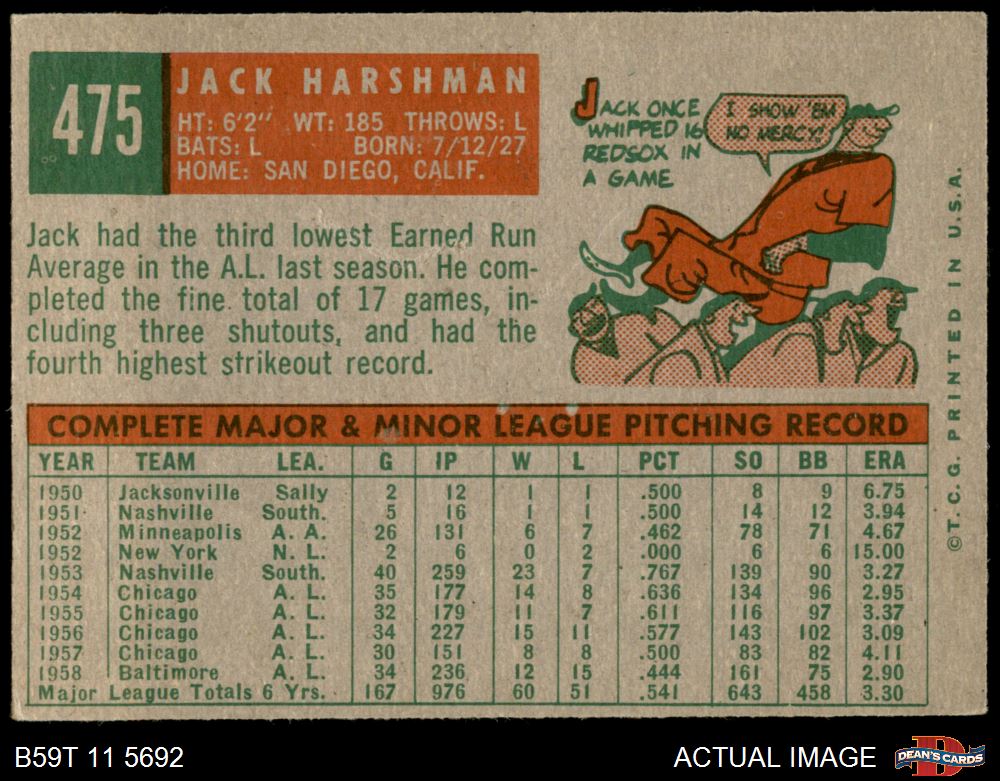 475
JACK HARSHMAN
HT: 6'2" WT: 185 THROWS: L
BATS: L BORN: 7/12/27
HOME: SAN DIEGO, CALIF.
JACK ONCE
WHIPPED 16
REDSOX IN
A GAME
I SHOW 'EM
NO MERCY!
Jack had the third lowest Earned Run
Average in the A.L. last season. He com-
pleted the fine total of 17 games, in-
cluding three shutouts, and had the
fourth highest strikeout record.
COMPLETE MAJOR & MINOR LEAGUE PITCHING RECORD
YEAR TEAM LEA. G IP W L PCT SO BB ERA
1950 Jacksonville Sally 2 12 1 1 .500 8 9 6.75
1951 Nashville South. 5 16 1 1 .500 14 12 3.94
1952 Minneapolis A. A. 26 131 6 7 .462 78 71 4.67
1952 New York N. L. 2 6 0 2 .000 6 6 15.00
1953 Nashville South. 40 259 23 7 .767 139 90 3.27
1954 Chicago A. L. 35 177 14 8 .636 134 96 2.95
1955 Chicago A. L. 32 179 11 7 .611 116 97 3.37
1956 Chicago A. L. 34 227 15 11 .577 143 102 3.09
1957 Chicago A. L. 30 151 8 8 .500 83 82 4.11
1958 Baltimore A. L. 34 236 12 15 .444 161 75 2.90
Major League Totals 6 Yrs. 167 976 60 51 .541 643 458 3.30
©T. C. G. PRINTED IN U.S.A.
B59T 11 5692
ACTUAL IMAGE
D
DEAN'S CARDS